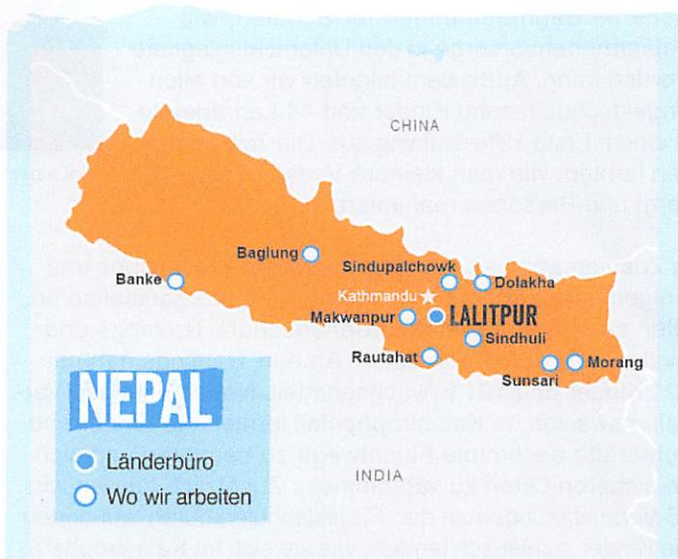 CHINA
Baglung
Sindupalchowk
Banke
Dolakha
Kathmandu
Makwanpur
LALITPUR
Sindhuli
Rautahat
Morang
Sunsari
NEPAL
Länderbüro
Wo wir arbeiten
INDIA